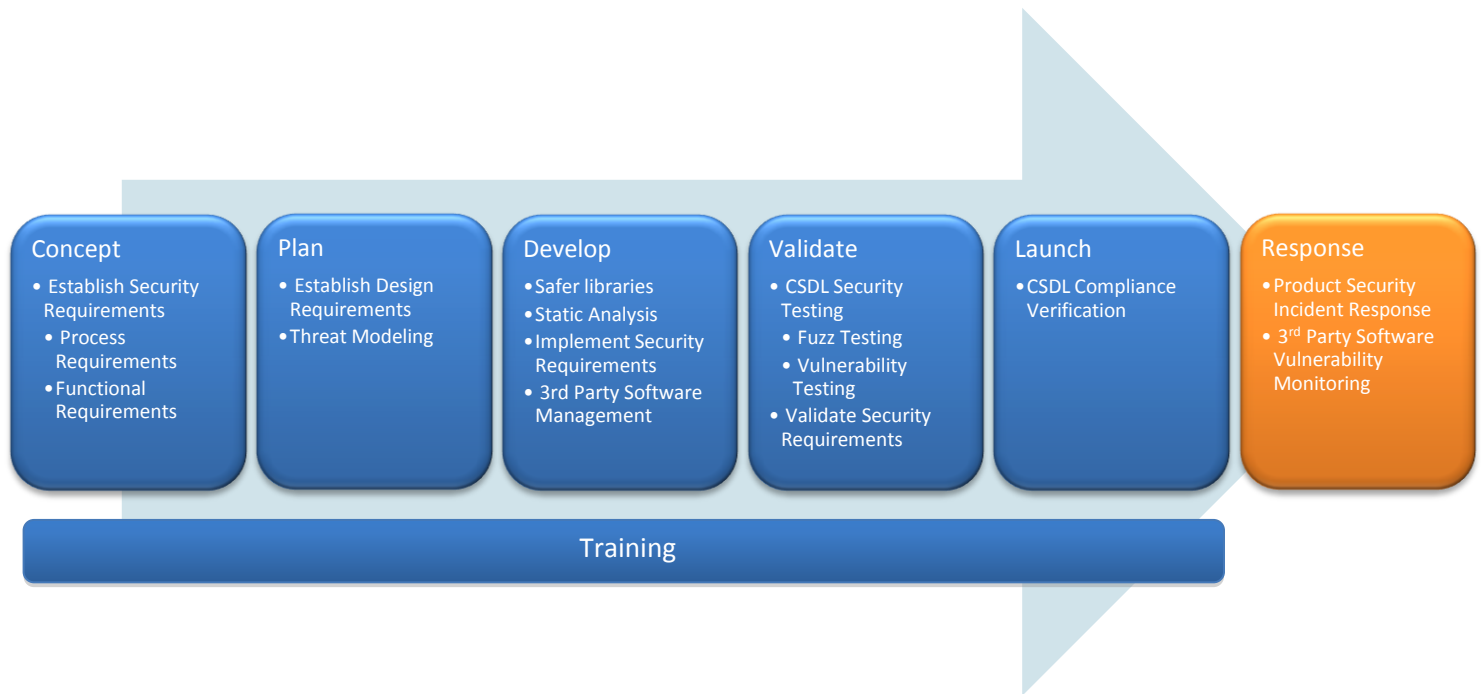 Concept
• Establish Security
Requirements
• Process
Requirements
• Functional
Requirements
Plan
• Establish Design
Requirements
• Threat Modeling
Develop
• Safer libraries
• Static Analysis
• Implement Security
Requirements
• 3rd Party Software
Management
Validate
• CSDL Security
Testing
• Fuzz Testing
• Vulnerability
Testing
• Validate Security
Requirements
Launch
• CSDL Compliance
Verification
Response
• Product Security
Incident Response
• 3rd Party Software
Vulnerability
Monitoring
Training